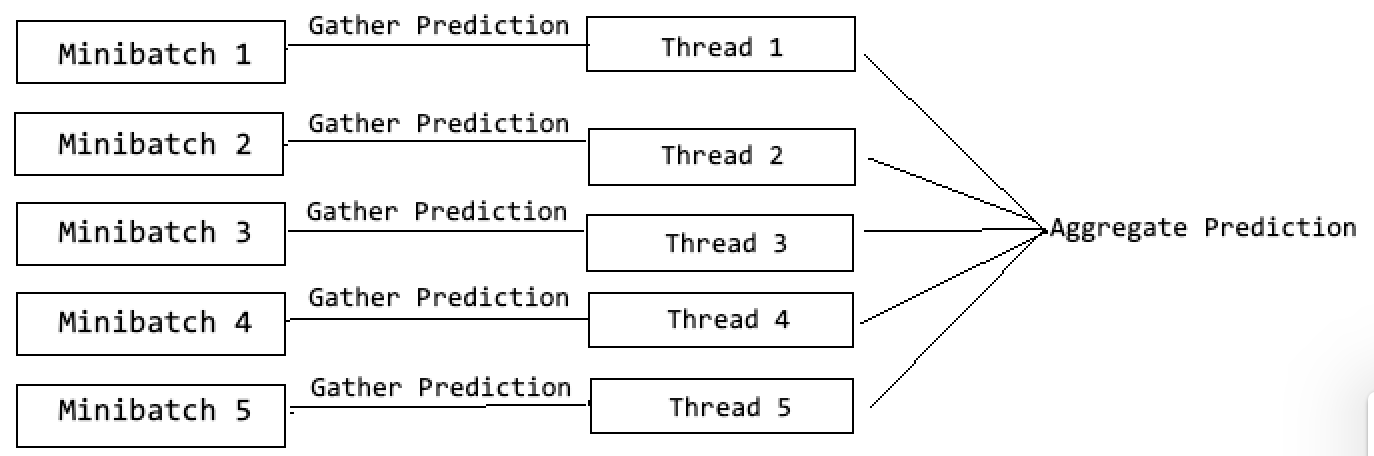 Minibatch 1
Gather Prediction
Thread 1
Minibatch 2
Gather Prediction
Thread 2
Minibatch 3
Gather Prediction
Thread 3
Minibatch 4
Gather Prediction
Thread 4
Minibatch 5
Gather Prediction
Thread 5
Aggregate Prediction